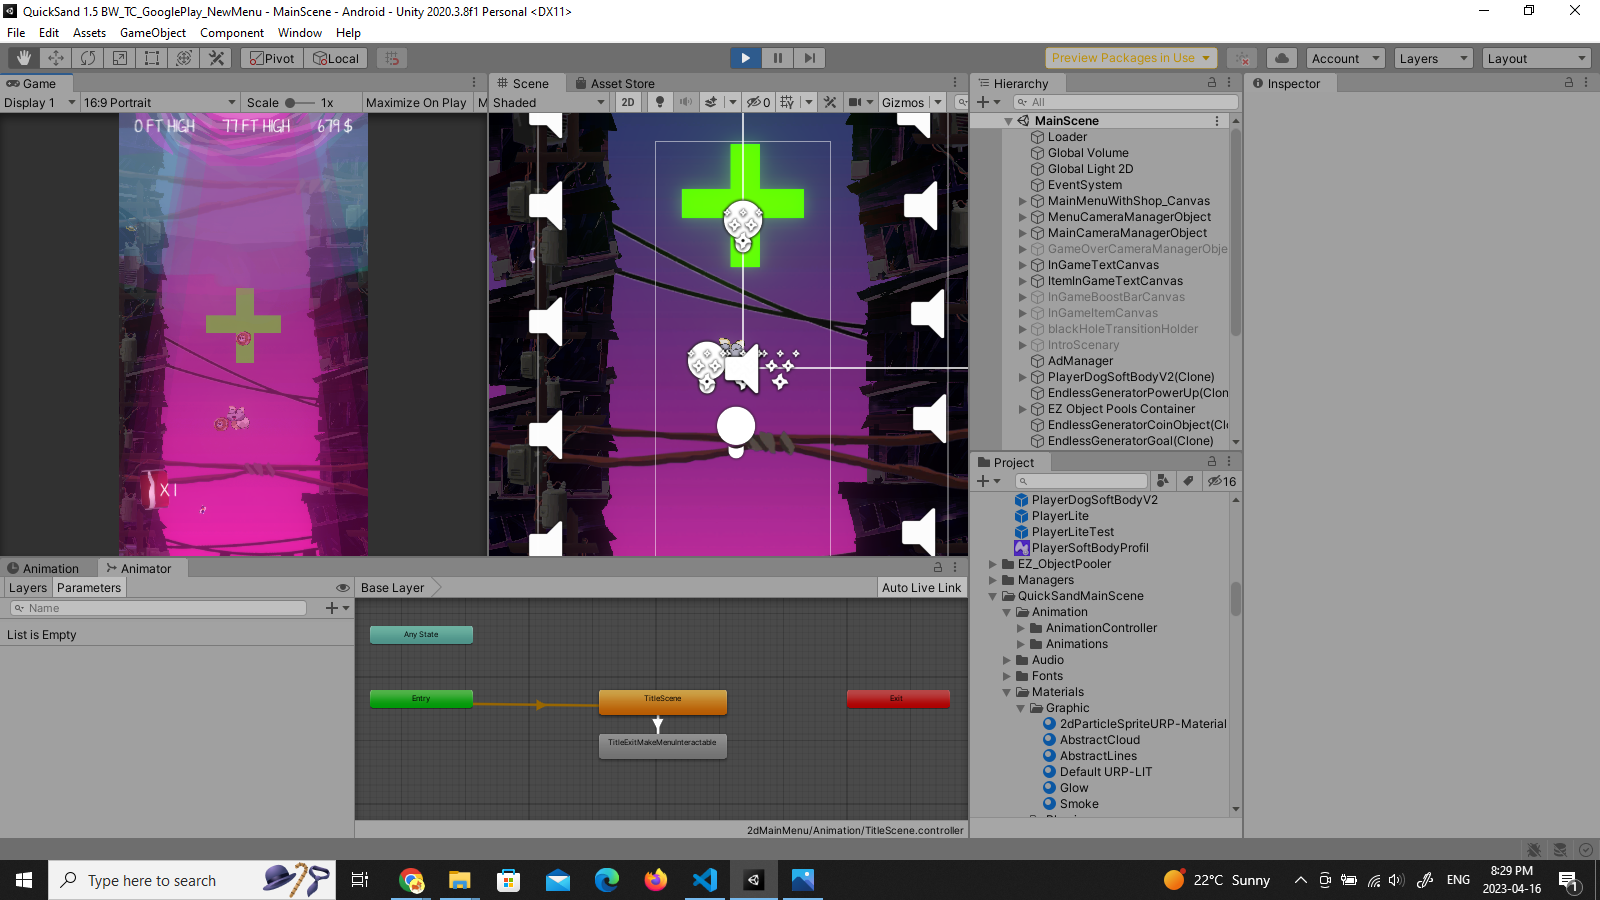 QuickSand 1.5 BW_TC_GooglePlay_NewMenu - MainScene - Android - Unity 2020.3.8f1 Personal <DX11>
File Edit Assets GameObject Component Window Help
Pivot Local Preview Packages in Use Account Layers Layout
Game
Display 1 16:9 Portrait Scale 1x Maximize On Play M
0 FT HIGH 77 FT HIGH 679 $
X1
Scene Asset Store
Shaded 2D 0 Gizmos
Hierarchy
All
MainScene
Loader
Global Volume
Global Light 2D
EventSystem
MainMenuWithShop_Canvas
MenuCameraManagerObject
MainCameraManagerObject
GameOverCameraManagerObje
InGameTextCanvas
ItemInGameTextCanvas
InGameBoostBarCanvas
InGameItemCanvas
blackHoleTransitionHolder
IntroScenary
AdManager
PlayerDogSoftBodyV2(Clone)
EndlessGeneratorPowerUp(Clon
EZ Object Pools Container
EndlessGeneratorCoinObject(Cl
EndlessGeneratorGoal(Clone)
Inspector
Project
16
PlayerDogSoftBodyV2
PlayerLite
PlayerLiteTest
PlayerSoftBodyProfil
EZ_ObjectPooler
Managers
QuickSandMainScene
Animation
AnimationController
Animations
Audio
Fonts
Materials
Graphic
2dParticleSpriteURP-Material
AbstractCloud
AbstractLines
Default URP-LIT
Glow
Smoke
Animation Animator
Layers Parameters Base Layer Auto Live Link
Name
List is Empty
Any State
Entry TitleScene Exit
TitleExitMakeMenuInteractable
2dMainMenu/Animation/TitleScene.controller
Type here to search
22°C Sunny
ENG
8:29 PM
2023-04-16
1